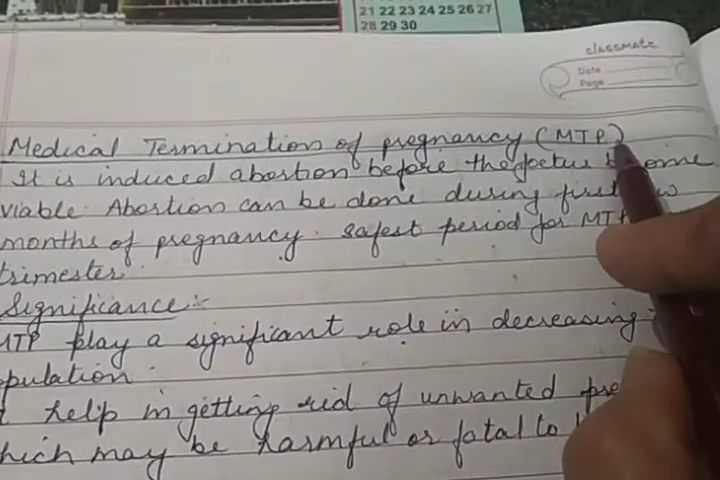 21 22 23 24 25 26 27
28 29 30
classmate
Date
Page
Medical Termination of pregnancy (MTP)
It is induced abortion before the foetus
viable. Abortion can be done during first
months of pregnancy. safest period for MTP
trimester.
Significance:-
MTP play a significant role in decreasing
help in getting rid of unwanted
which may be harmful or fatal to